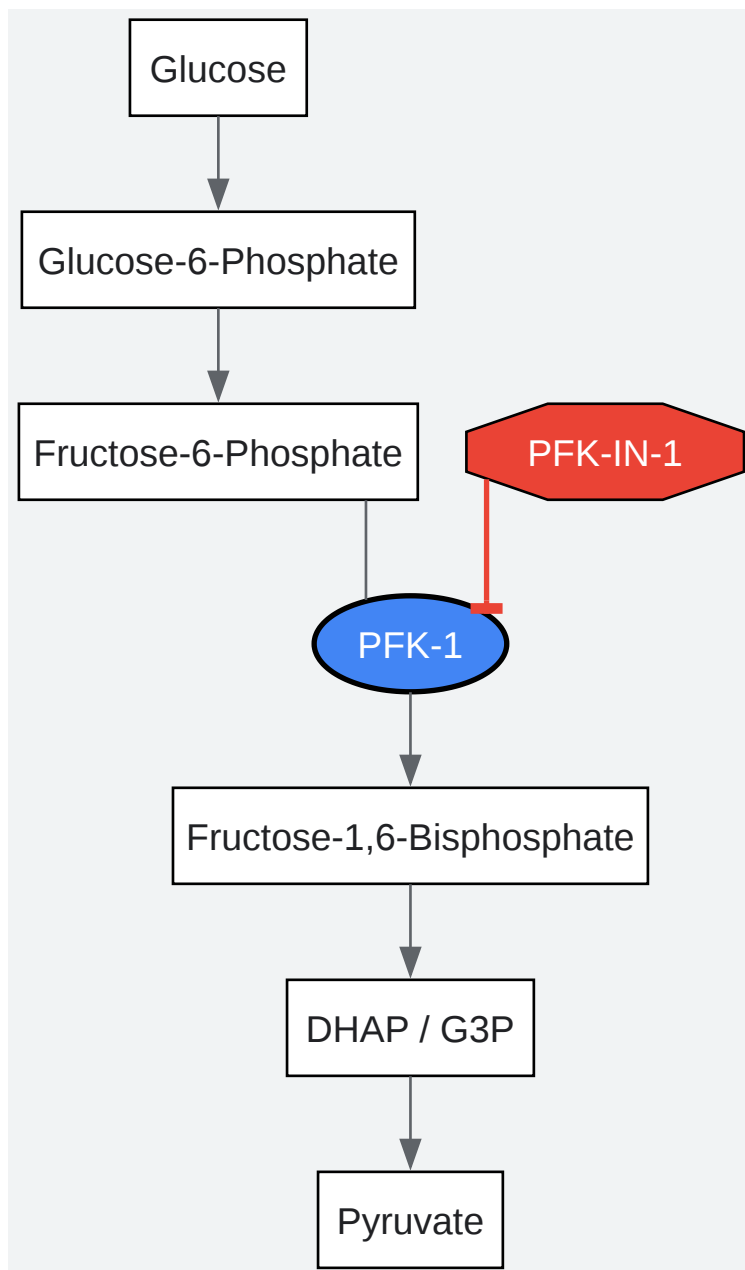 Glucose
Glucose-6-Phosphate
Fructose-6-Phosphate
PFK-IN-1
PFK-1
Fructose-1,6-Bisphosphate
DHAP / G3P
Pyruvate